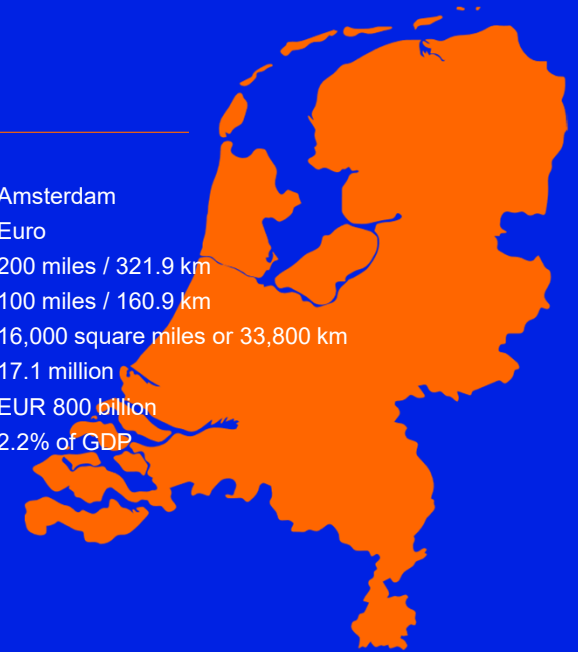 Amsterdam
Euro
200 miles / 321.9 km
100 miles / 160.9 km
16,000 square miles or 33,800 km
17.1 million
EUR 800 billion
2.2% of GDP